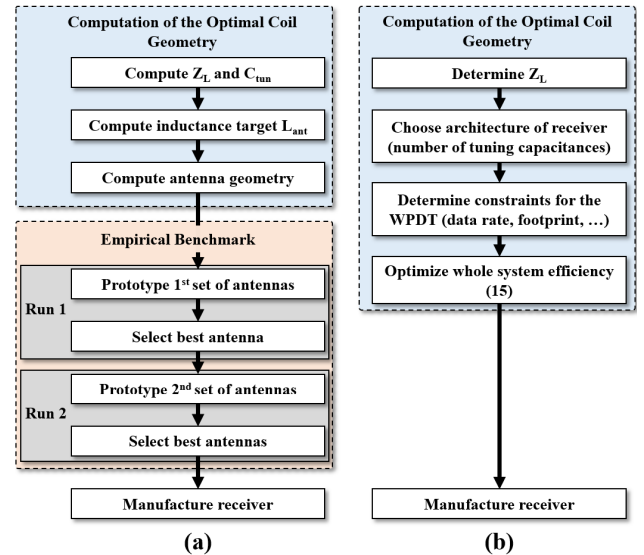 Computation of the Optimal Coil
Geometry
Compute Z_L and C_tun
Compute inductance target L_ant
Compute antenna geometry
Empirical Benchmark
Run 1
Prototype 1st set of antennas
Select best antenna
Run 2
Prototype 2nd set of antennas
Select best antennas
Manufacture receiver
(a)
Computation of the Optimal Coil
Geometry
Determine Z_L
Choose architecture of receiver
(number of tuning capacitances)
Determine constraints for the
WPDT (data rate, footprint, …)
Optimize whole system efficiency
(15)
Manufacture receiver
(b)